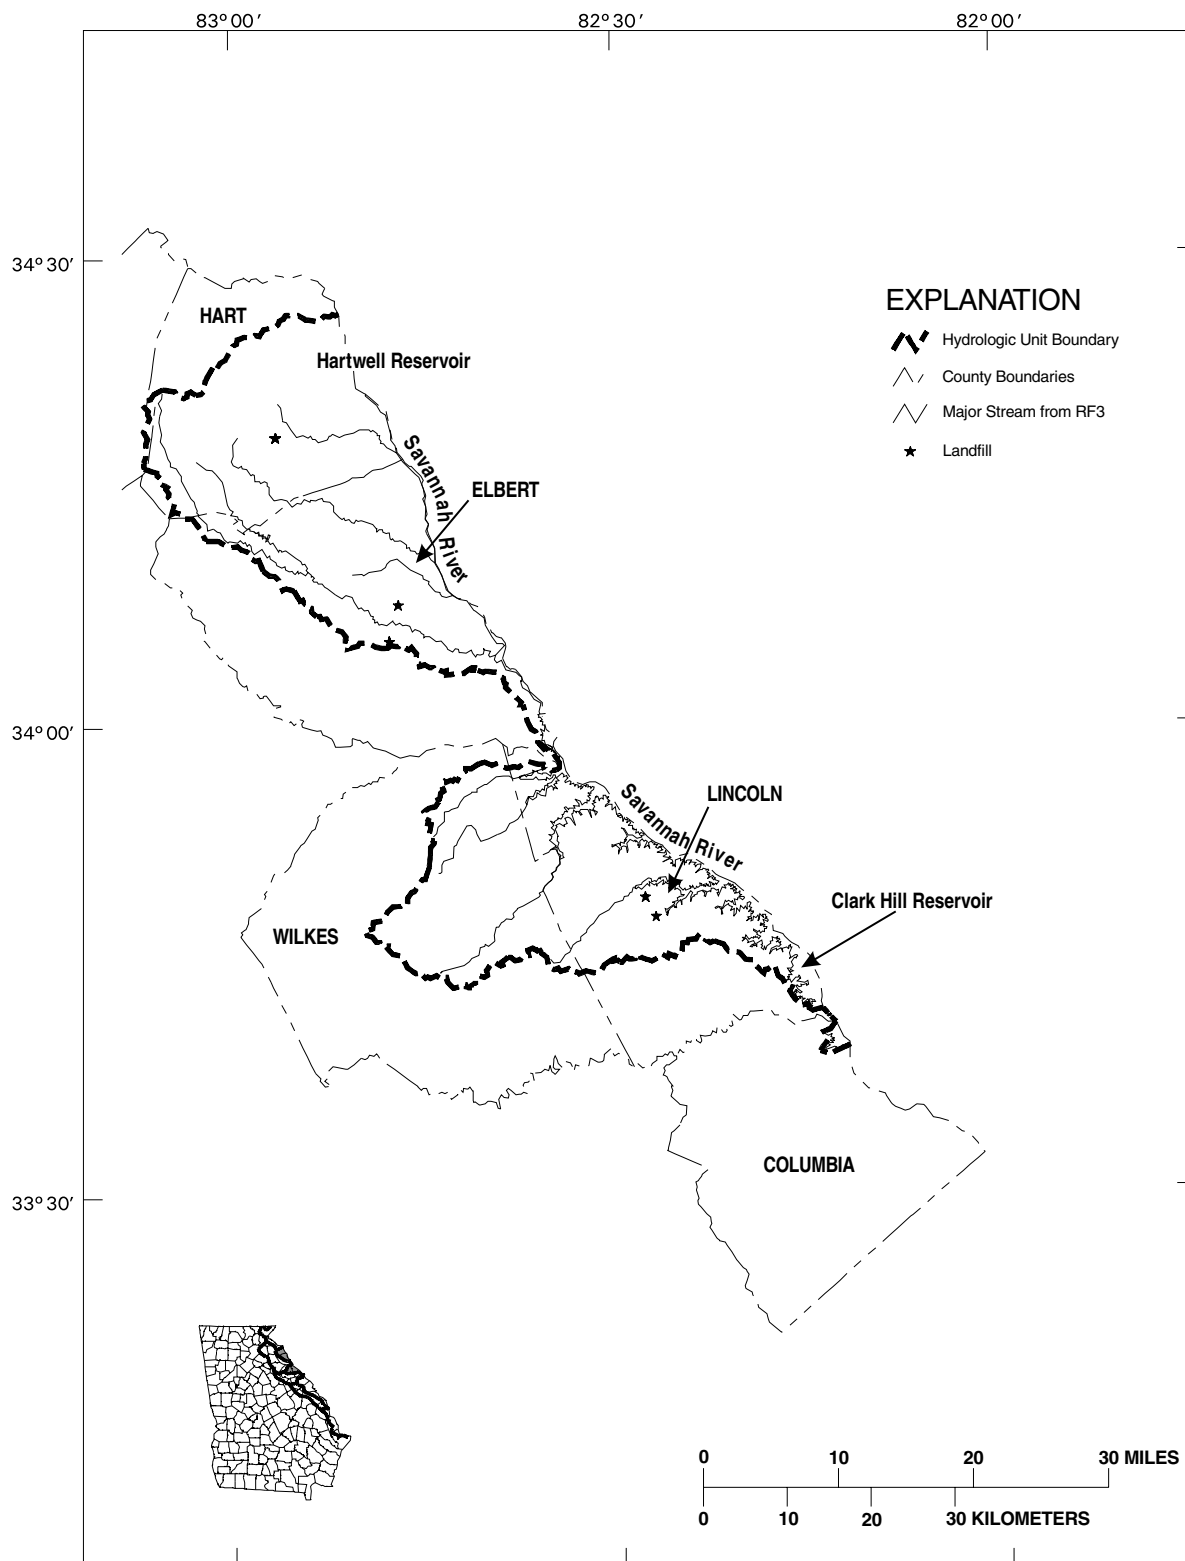 83° 00′ 82° 30′ 82° 00′
34° 30′
EXPLANATION
Hydrologic Unit Boundary
County Boundaries
Major Stream from RF3
Landfill
HART
Hartwell Reservoir
Savannah River
ELBERT
34° 00′
Savannah River
LINCOLN
Clark Hill Reservoir
WILKES
COLUMBIA
33° 30′
0 10 20 30 MILES
0 10 20 30 KILOMETERS